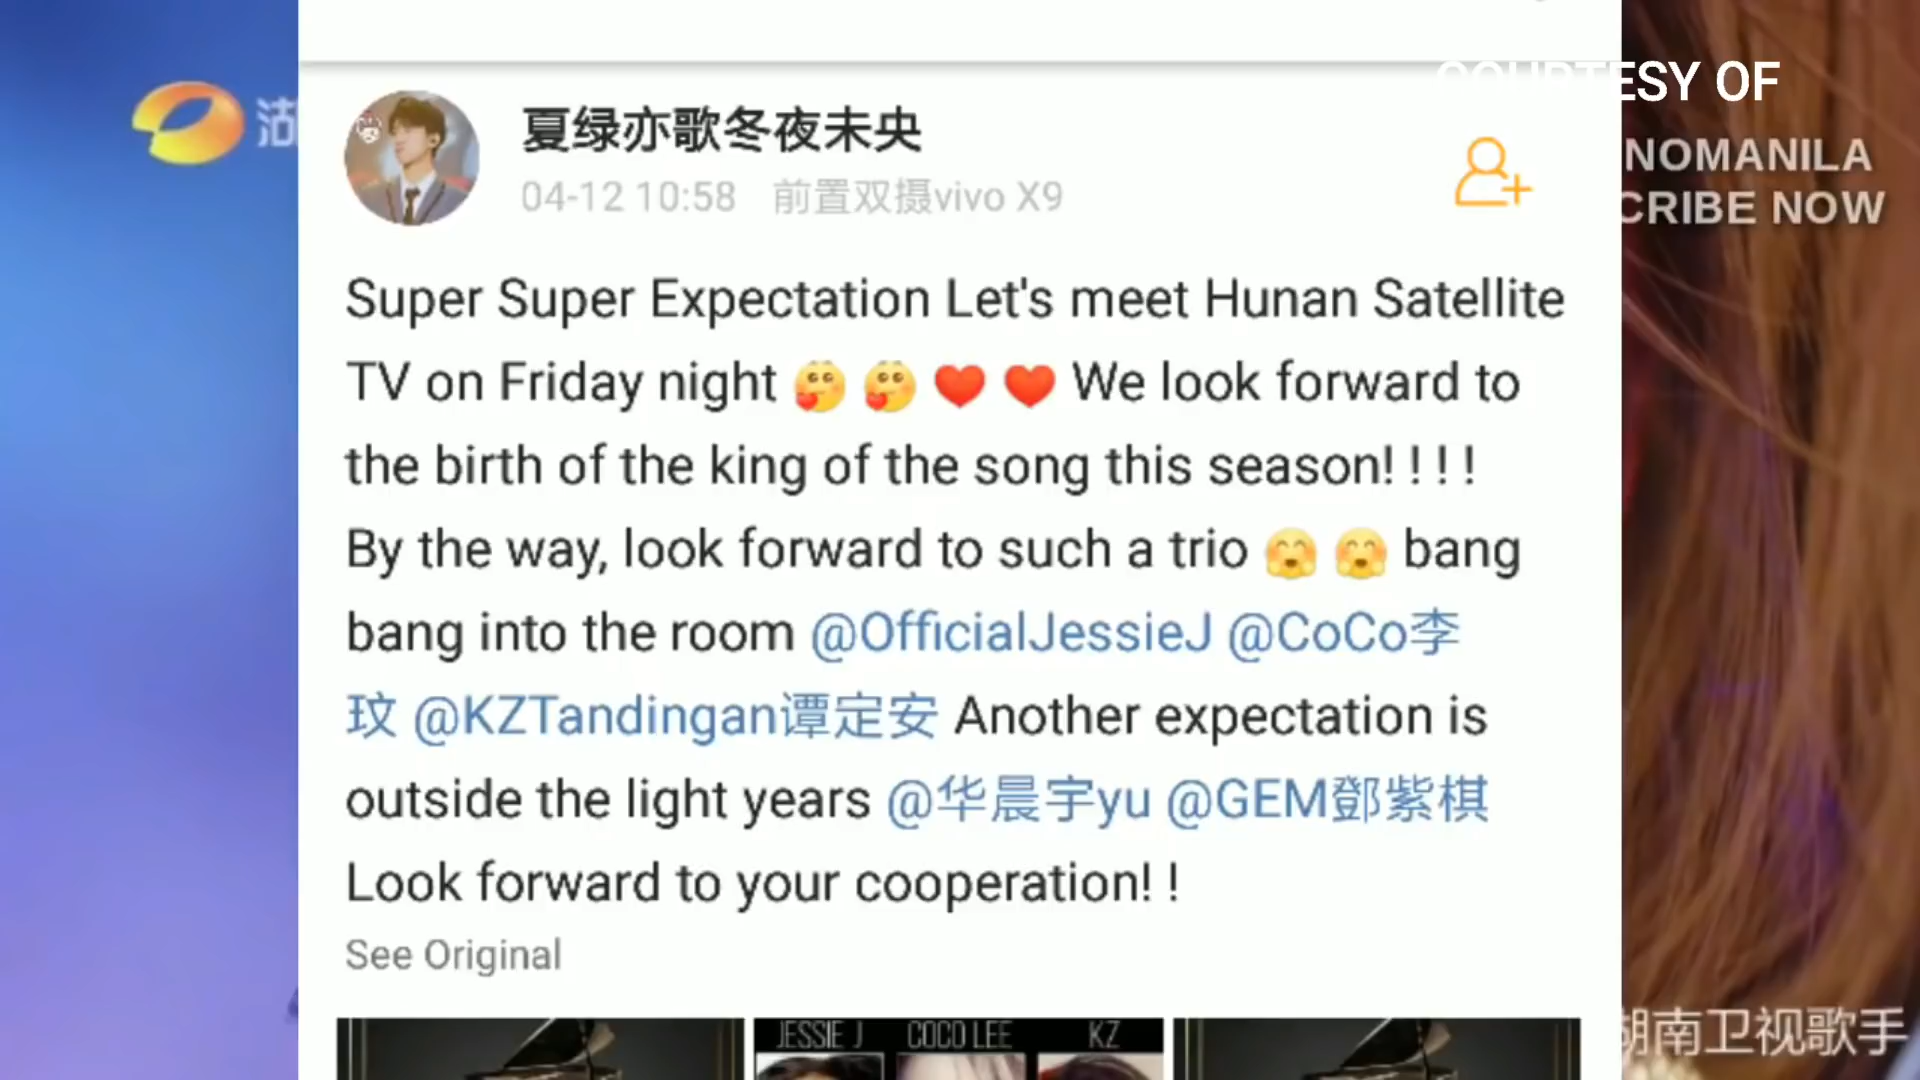 夏绿亦歌冬夜未央
04-12 10:58 前置双摄vivo X9
Super Super Expectation Let's meet Hunan Satellite
TV on Friday night 🥰 🥰 ❤ ❤ We look forward to
the birth of the king of the song this season! ! ! !
By the way, look forward to such a trio 🤗 🤗 bang
bang into the room @OfficialJessieJ @CoCo李
玟 @KZTandingan谭定安 Another expectation is
outside the light years @华晨宇yu @GEM鄧紫棋
Look forward to your cooperation! !
See Original
JESSIE J COCO LEE KZ
COURTESY OF
NOMANILA
CRIBE NOW
湖
湖南卫视歌手